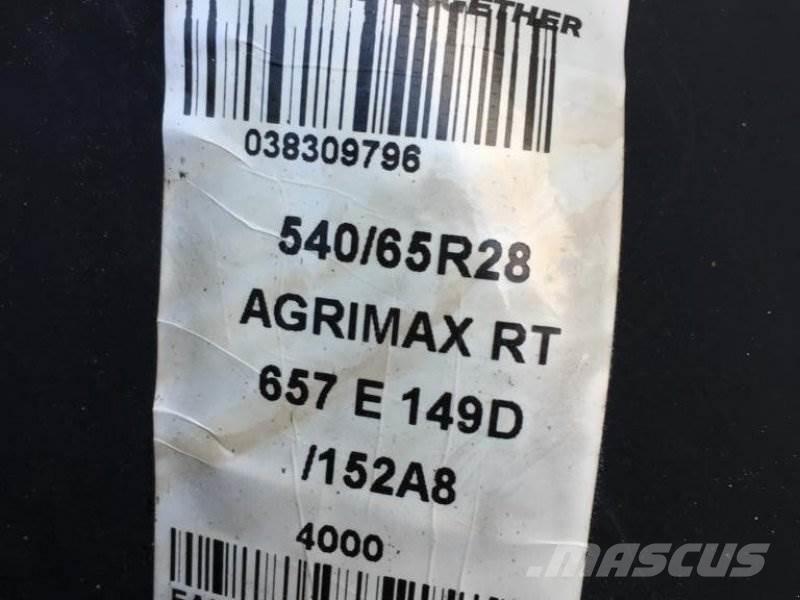 038309796
540/65R28
AGRIMAX RT
657 E 149D
/152A8
4000
MASCUS